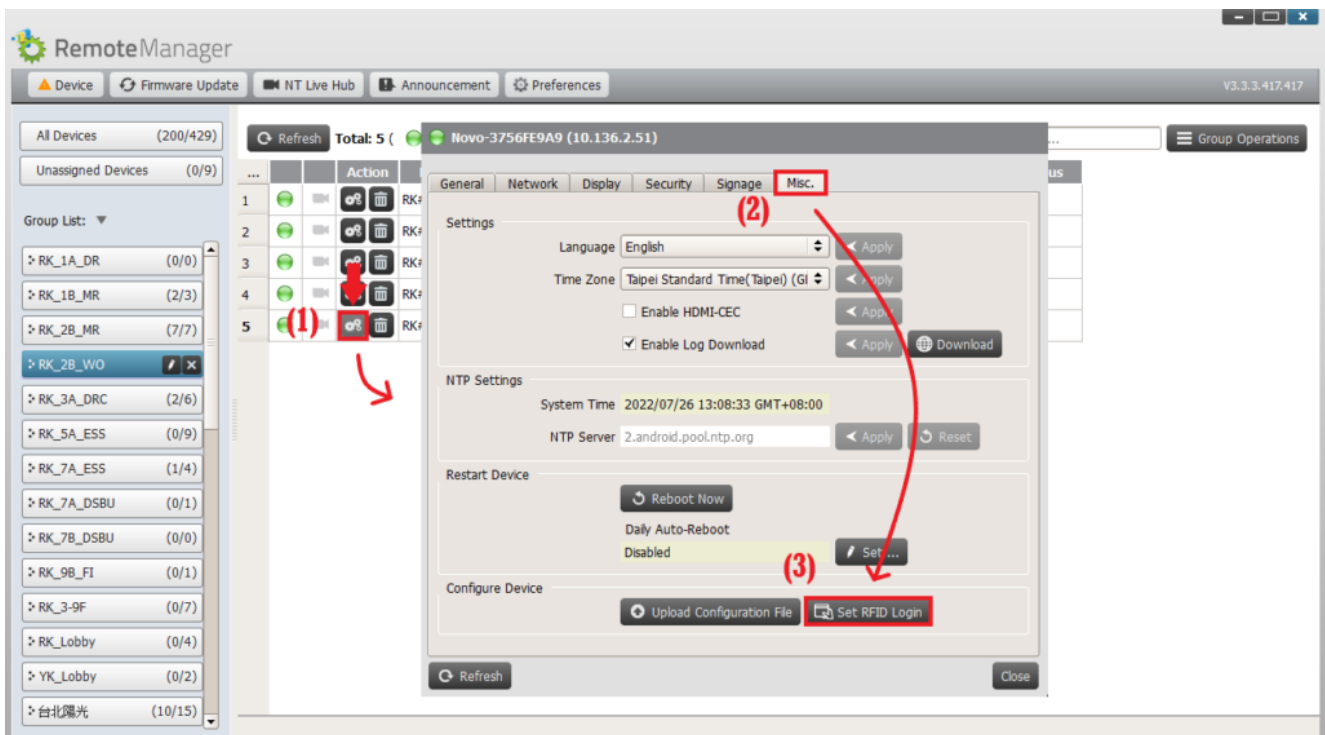 RemoteManager
Device Firmware Update NT Live Hub Announcement Preferences V3.3.3.417.417
All Devices (200/429)
Unassigned Devices (0/9)
Group List:
RK_1A_DR (0/0)
RK_1B_MR (2/3)
RK_2B_MR (7/7)
RK_2B_WO
RK_3A_DRC (2/6)
RK_5A_ESS (0/9)
RK_7A_ESS (1/4)
RK_7A_DSBU (0/1)
RK_7B_DSBU (0/0)
RK_9B_FI (0/1)
RK_3-9F (0/7)
RK_Lobby (0/4)
YK_Lobby (0/2)
台北陽光 (10/15)
Refresh Total: 5 (
... Group Operations
... Action us
1 RK#
2 RK#
3 RK#
4 RK#
5 RK#
(1)
Novo-3756FE9A9 (10.136.2.51)
General Network Display Security Signage Misc.
(2)
Settings
Language English Apply
Time Zone Taipei Standard Time(Taipei) (GI Apply
Enable HDMI-CEC Apply
Enable Log Download Apply Download
NTP Settings
System Time 2022/07/26 13:08:33 GMT+08:00
NTP Server 2.android.pool.ntp.org Apply Reset
Restart Device
Reboot Now
Daily Auto-Reboot
Disabled Set ...
(3)
Configure Device
Upload Configuration File Set RFID Login
Refresh Close